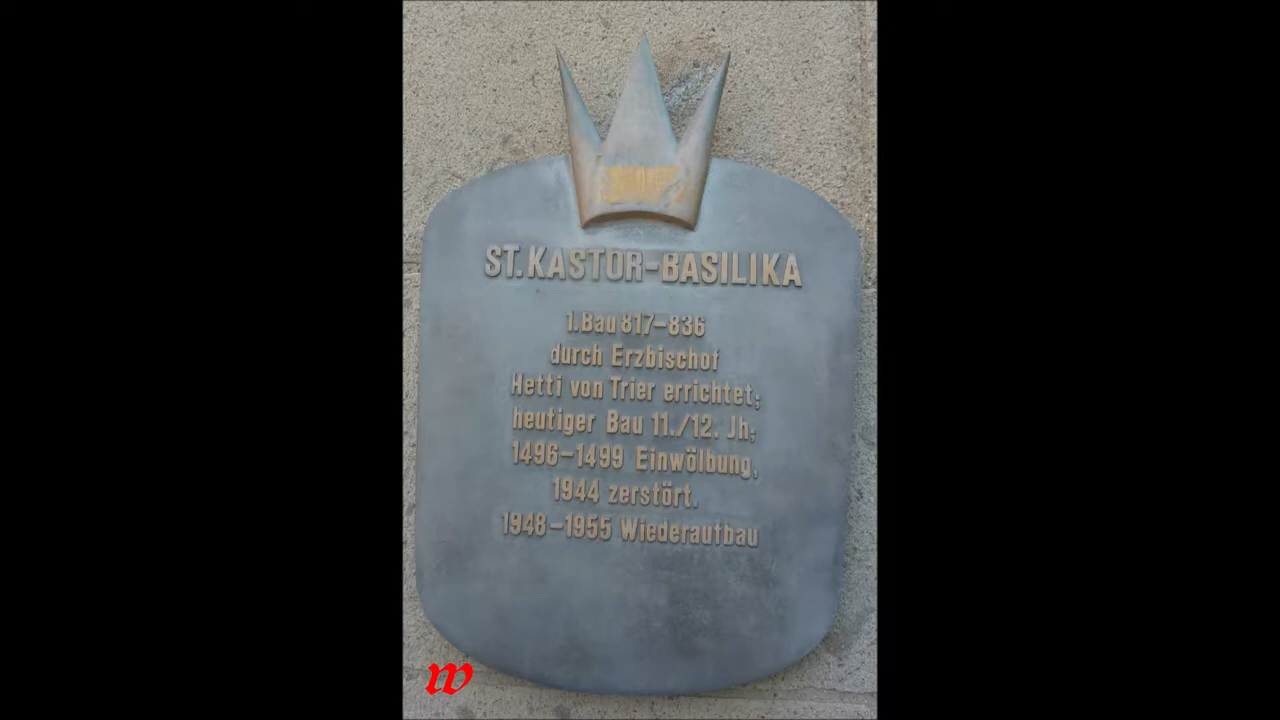 ST. KASTOR-BASILIKA
1. Bau 817-836
durch Erzbischof
Hetti von Trier errichtet;
heutiger Bau 11./12. Jh;
1496-1499 Einwölbung,
1944 zerstört.
1948-1955 Wiederaufbau
w